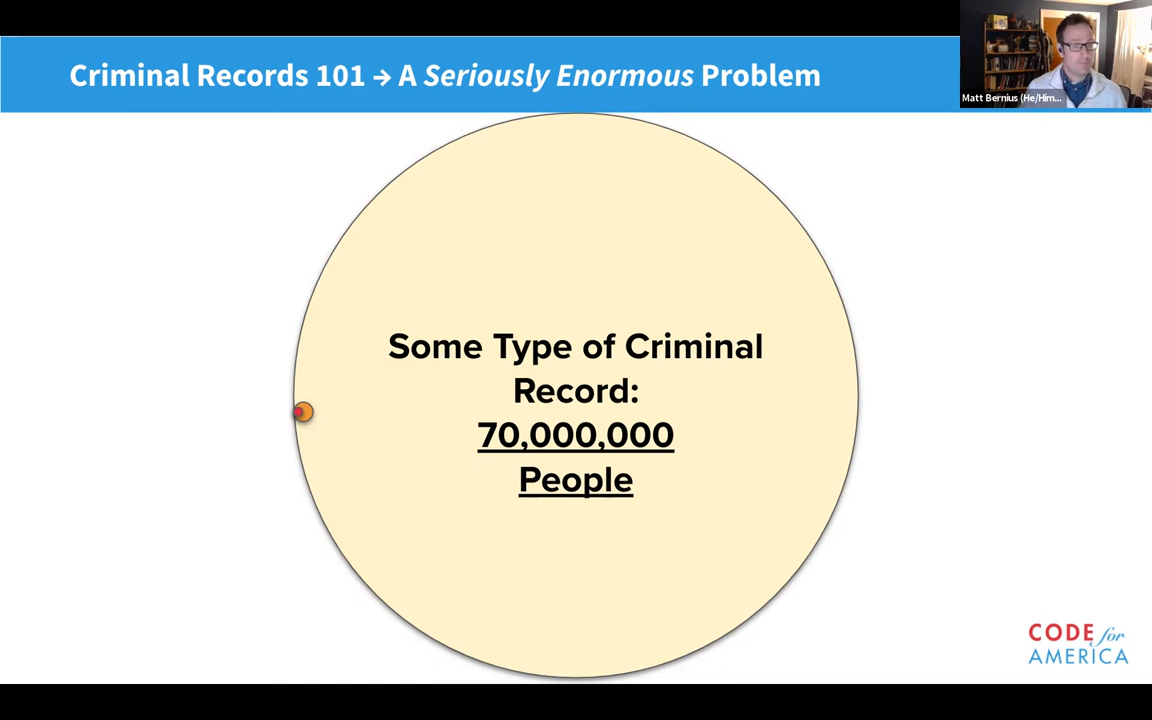 Criminal Records 101 → A Seriously Enormous Problem
Matt Bernius (He/Him...
Some Type of Criminal
Record:
70,000,000
People
CODE for
AMERICA